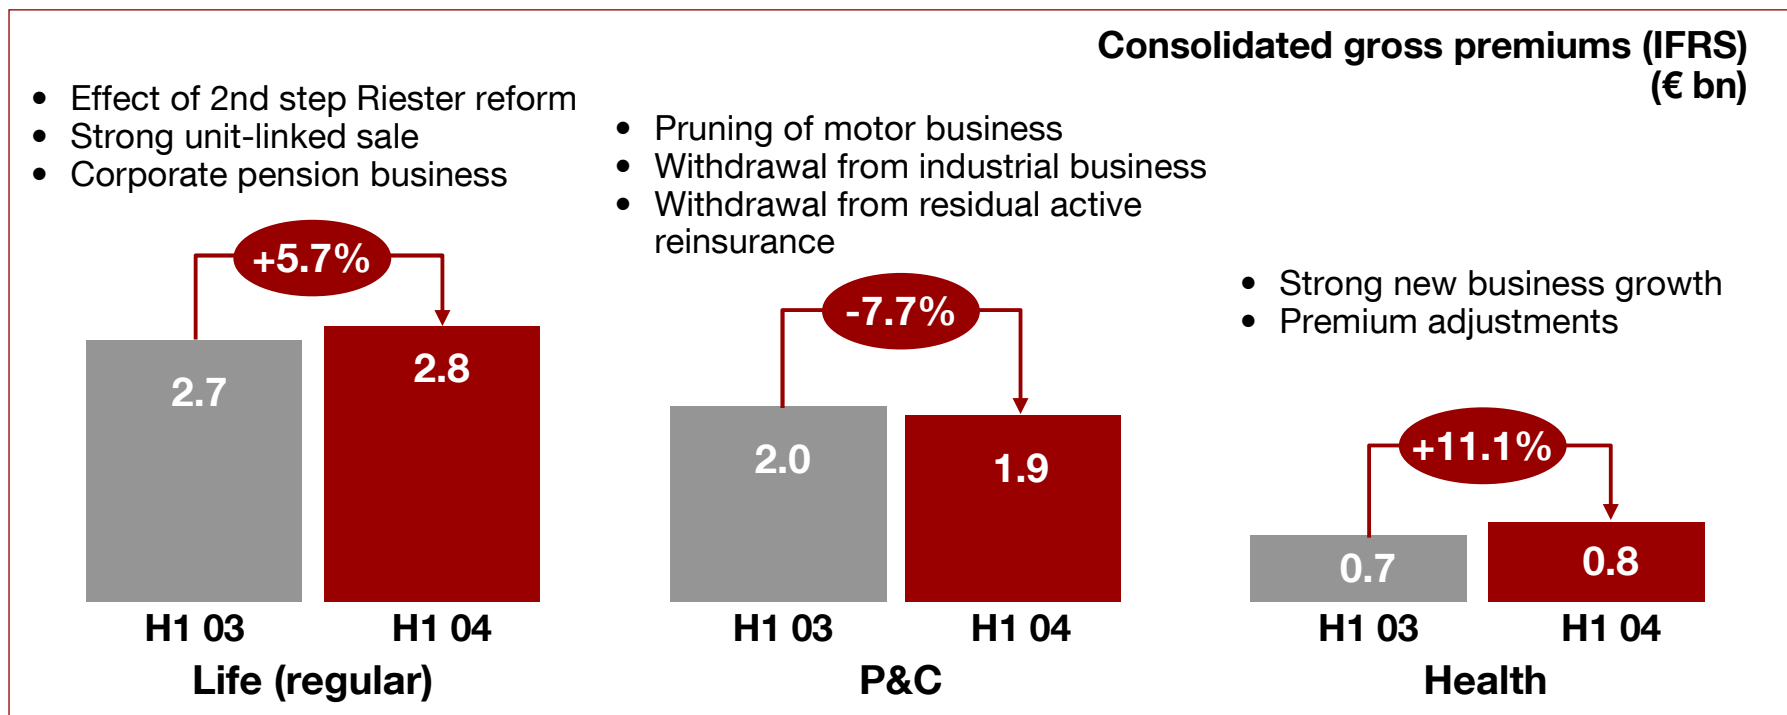 Consolidated gross premiums (IFRS)
(€ bn)
• Effect of 2nd step Riester reform
• Strong unit-linked sale
• Corporate pension business
+5.7%
2.7
2.8
H1 03
H1 04
Life (regular)
• Pruning of motor business
• Withdrawal from industrial business
• Withdrawal from residual active
reinsurance
-7.7%
2.0
1.9
H1 03
H1 04
P&C
• Strong new business growth
• Premium adjustments
+11.1%
0.7
0.8
H1 03
H1 04
Health